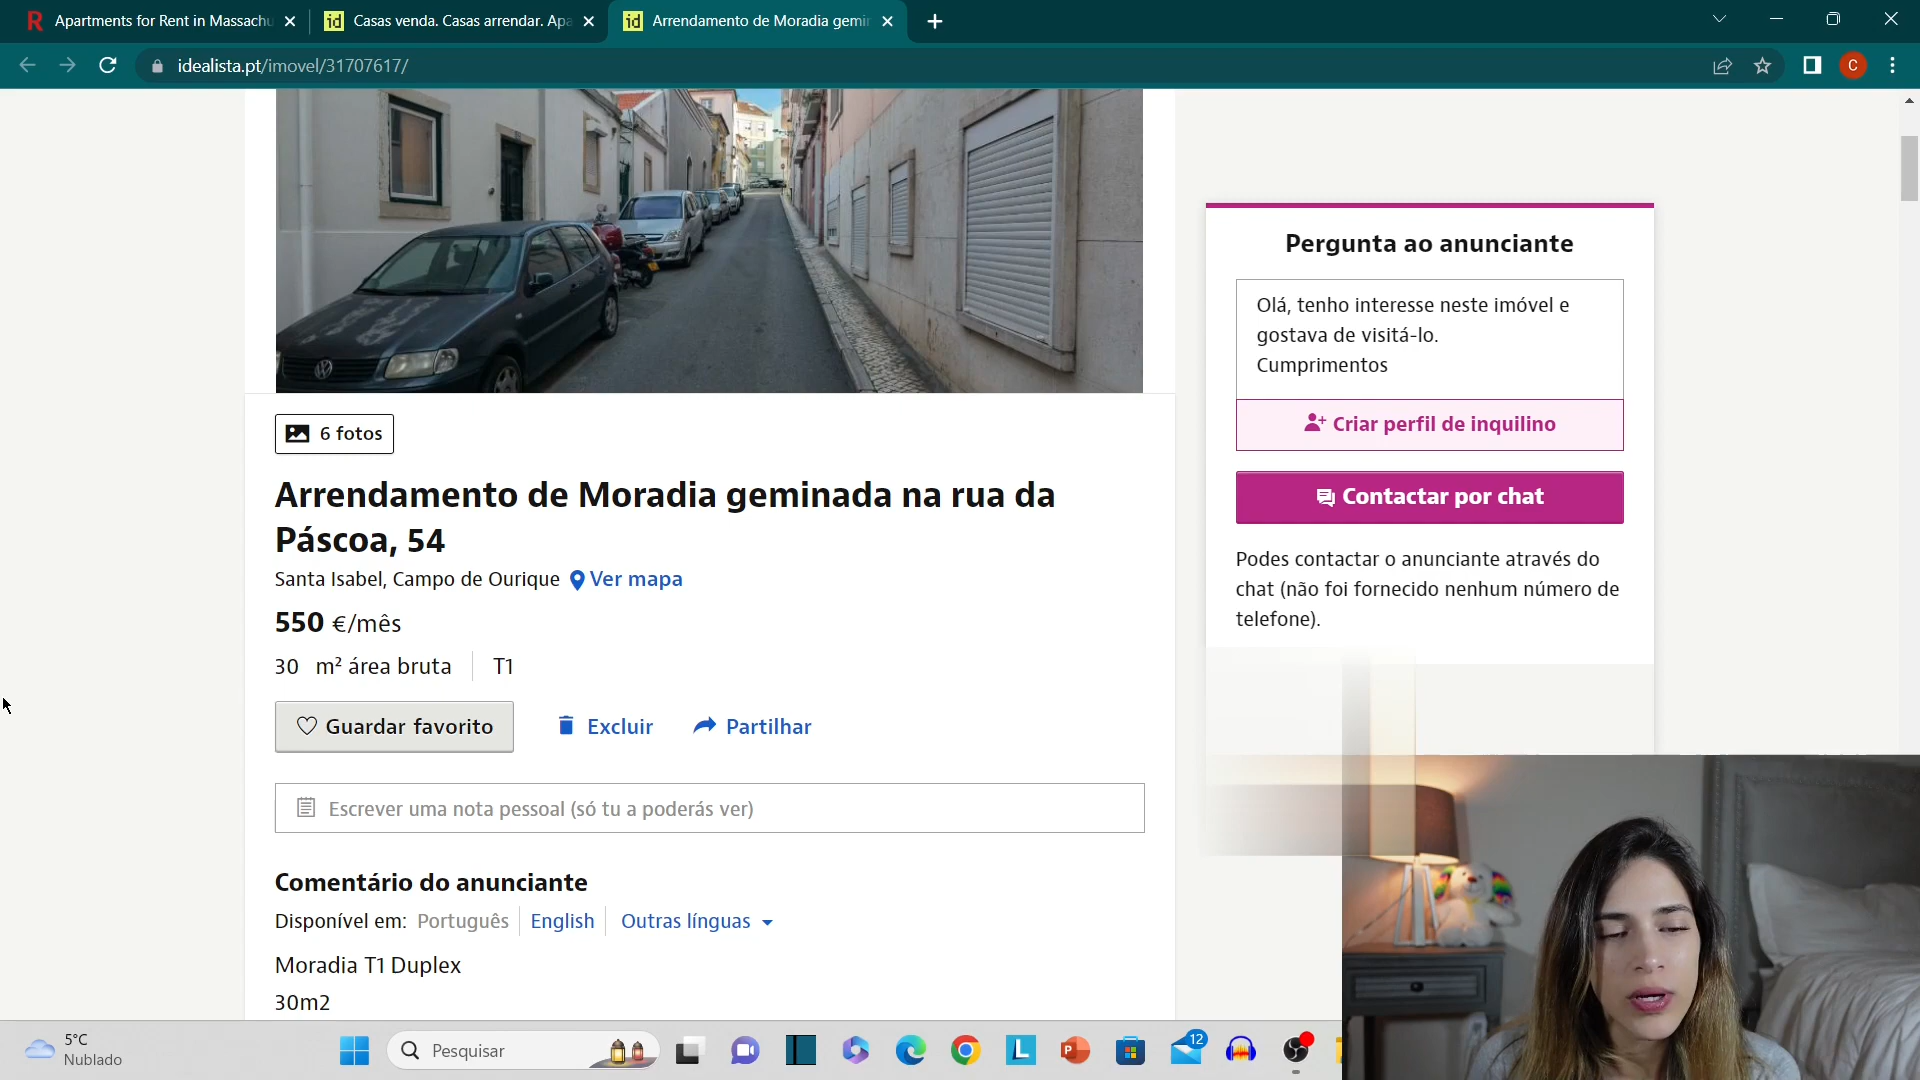 Apartments for Rent in Massachu
Casas venda. Casas arrendar. Apa
Arrendamento de Moradia gemin
idealista.pt/imovel/31707617/
C
6 fotos
Arrendamento de Moradia geminada na rua da
Páscoa, 54
Santa Isabel, Campo de Ourique Ver mapa
550 €/mês
30 m² área bruta T1
Guardar favorito
Excluir
Partilhar
Escrever uma nota pessoal (só tu a poderás ver)
Comentário do anunciante
Disponível em: Português English Outras línguas
Moradia T1 Duplex
30m2
Pergunta ao anunciante
Olá, tenho interesse neste imóvel e
gostava de visitá-lo.
Cumprimentos
Criar perfil de inquilino
Contactar por chat
Podes contactar o anunciante através do
chat (não foi fornecido nenhum número de
telefone).
5°C
Nublado
Pesquisar
12